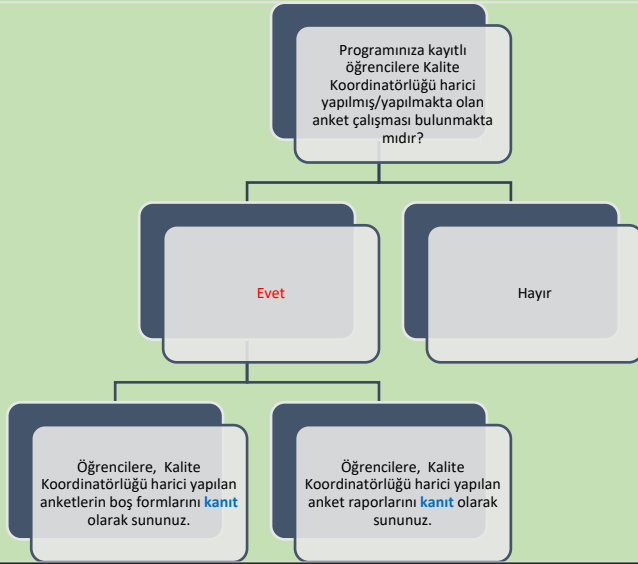 Programınıza kayıtlı
öğrencilere Kalite
Koordinatörlüğü harici
yapılmış/yapılmakta olan
anket çalışması bulunmakta
mıdır?
Evet
Hayır
Öğrencilere, Kalite
Koordinatörlüğü harici yapılan
anketlerin boş formlarını kanıt
olarak sununuz.
Öğrencilere, Kalite
Koordinatörlüğü harici yapılan
anket raporlarını kanıt olarak
sununuz.